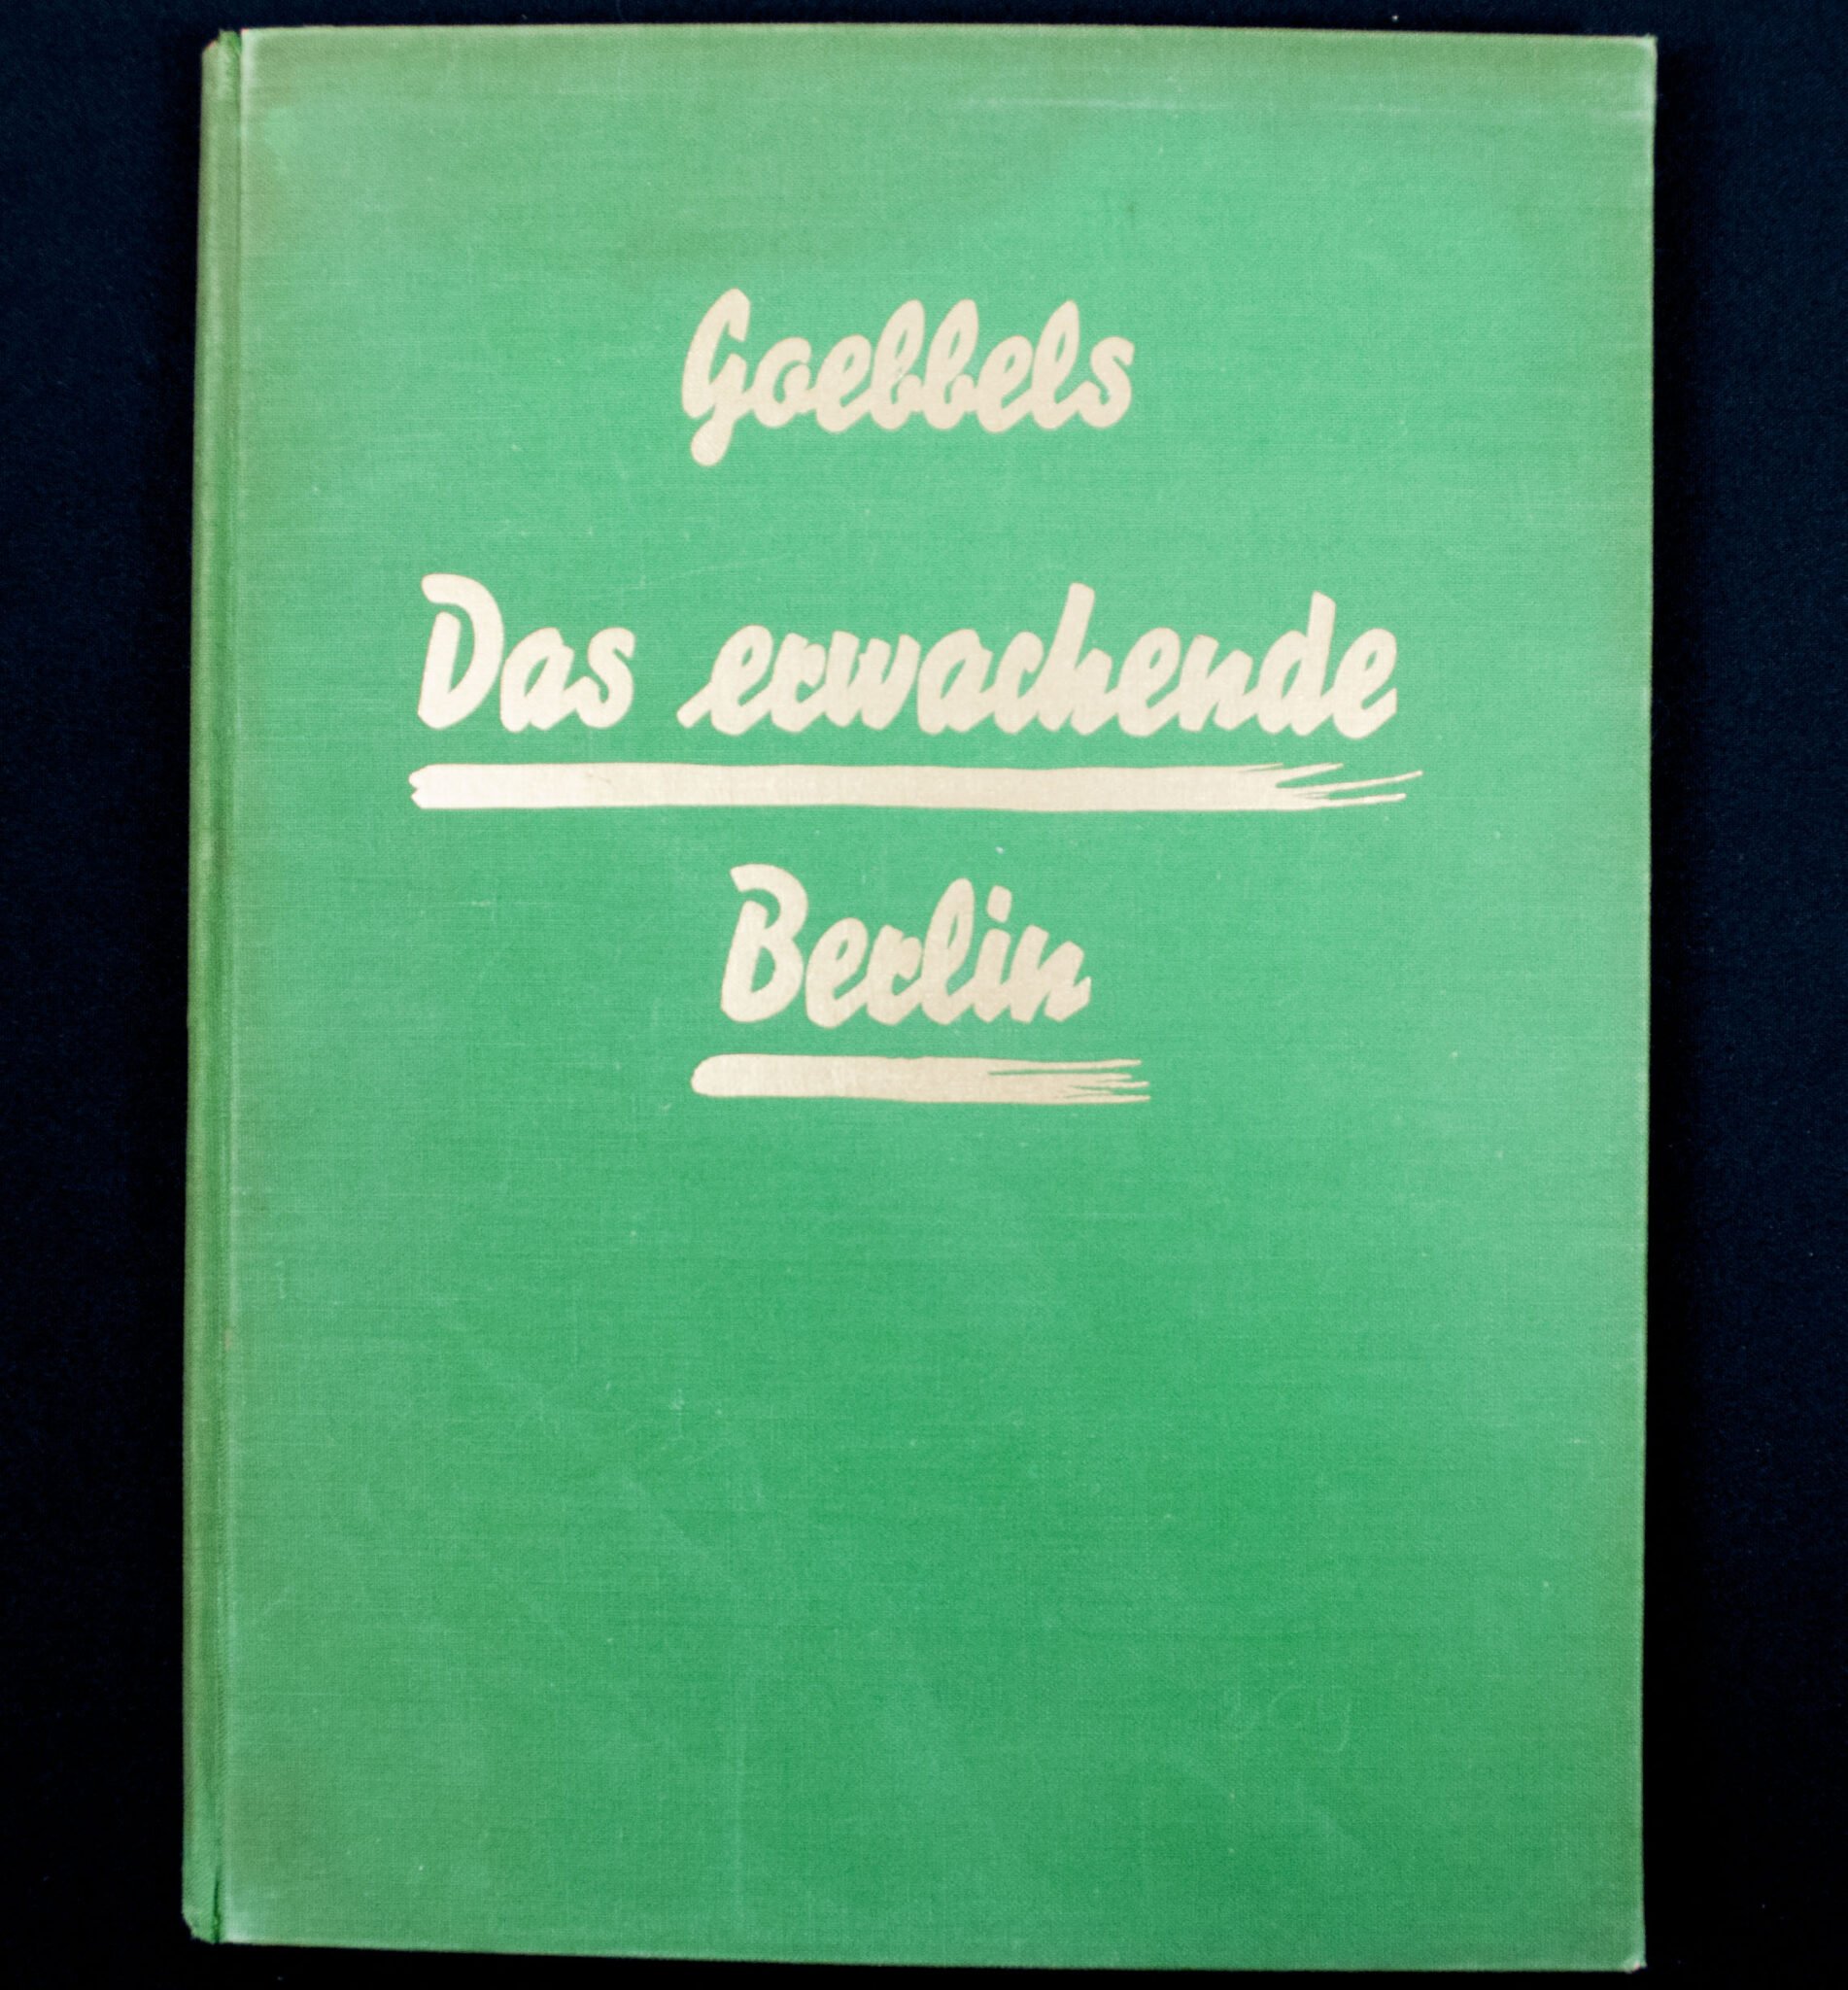 Goebbels
Das erwachende
Berlin